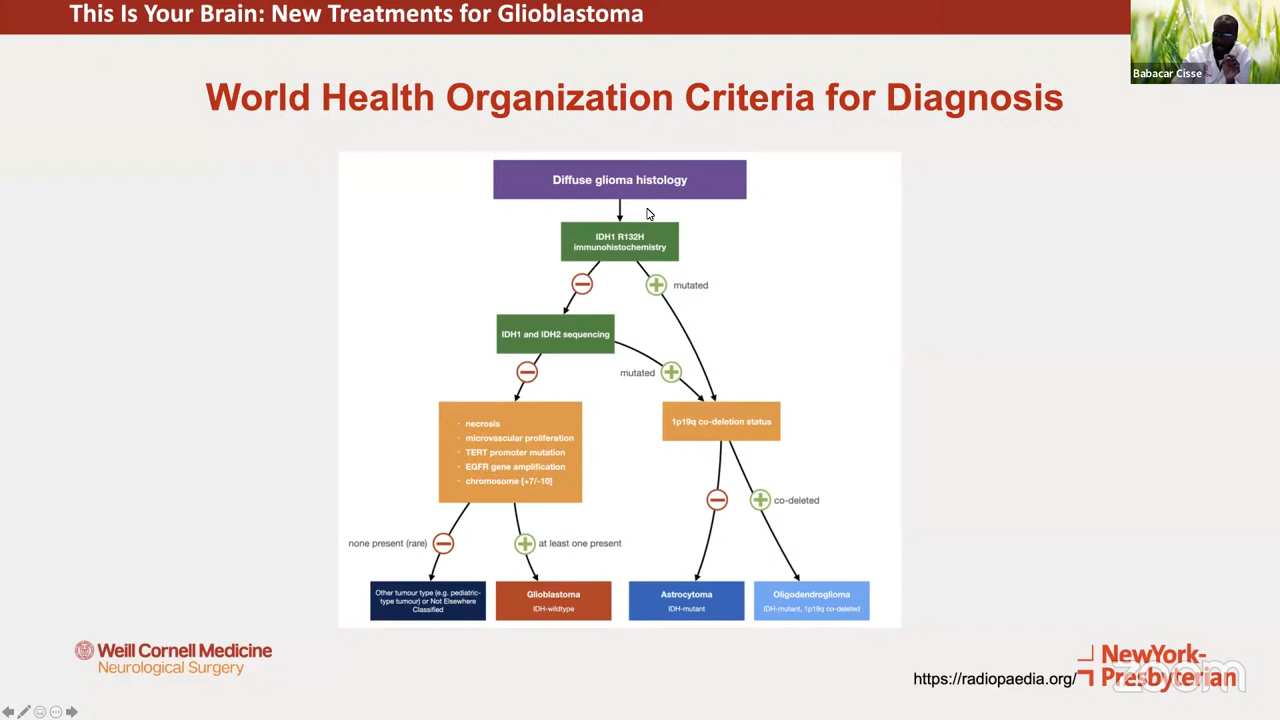 This Is Your Brain: New Treatments for Glioblastoma
Babacar Cisse
World Health Organization Criteria for Diagnosis
Diffuse glioma histology
IDH1 R132H
immunohistochemistry
mutated
IDH1 and IDH2 sequencing
mutated
· necrosis
· microvascular proliferation
· TERT promoter mutation
· EGFR gene amplification
· chromosome [+7/-10]
1p19q co-deletion status
co-deleted
none present (rare)
at least one present
Other tumour type (e.g. pediatric-
type tumour) or Not Elsewhere
Classified
Glioblastoma
IDH-wildtype
Astrocytoma
IDH-mutant
Oligodendroglioma
IDH-mutant, 1p19q co-deleted
Weill Cornell Medicine
Neurological Surgery
https://radiopaedia.org/
NewYork-
Presbyterian
zoom